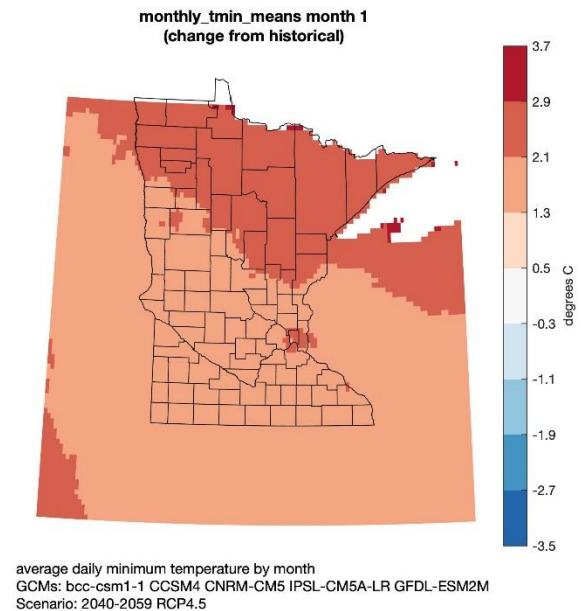 monthly_tmin_means month 1
(change from historical)
3.7
2.9
2.1
1.3
0.5
-0.3
-1.1
-1.9
-2.7
-3.5
degrees C
average daily minimum temperature by month
GCMs: bcc-csm1-1 CCSM4 CNRM-CM5 IPSL-CM5A-LR GFDL-ESM2M
Scenario: 2040-2059 RCP4.5